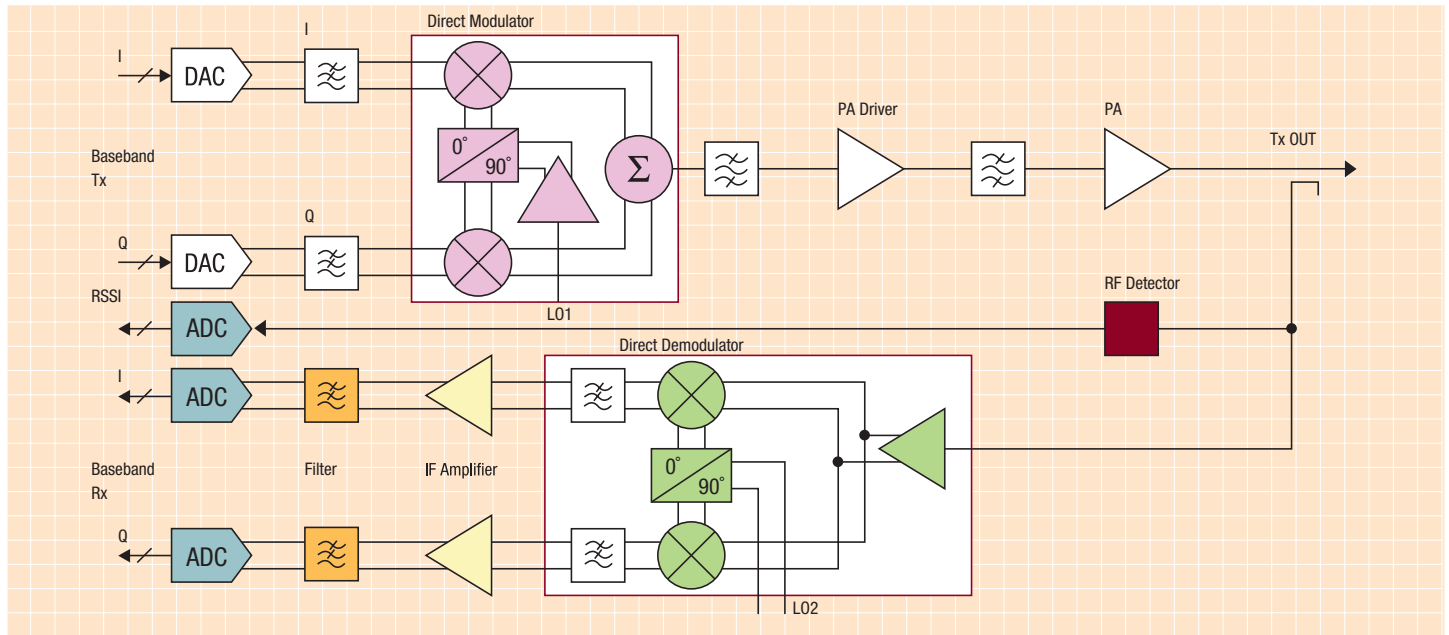 Direct Modulator
I
I
DAC
PA Driver
PA
Tx OUT
0°
90°
Σ
Baseband
Tx
Q
Q
DAC
RSSI
RF Detector
LO1
ADC
Direct Demodulator
I
ADC
Baseband
Rx
Filter
IF Amplifier
0°
90°
Q
ADC
LO2